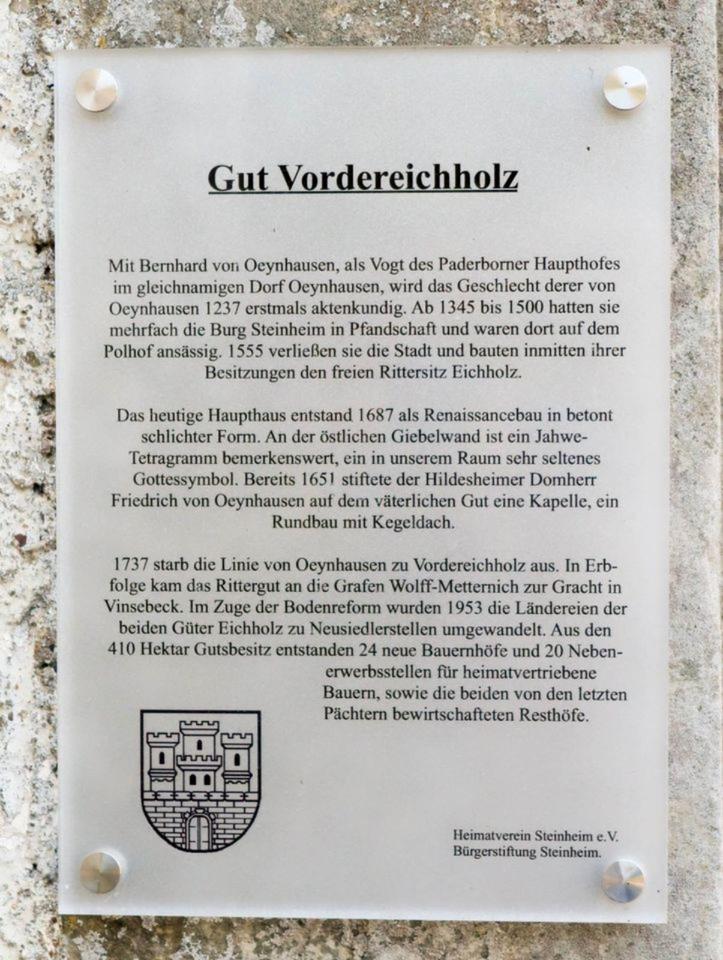 Gut Vordereichholz
Mit Bernhard von Oeynhausen, als Vogt des Paderborner Haupthofes
im gleichnamigen Dorf Oeynhausen, wird das Geschlecht derer von
Oeynhausen 1237 erstmals aktenkundig. Ab 1345 bis 1500 hatten sie
mehrfach die Burg Steinheim in Pfandschaft und waren dort auf dem
Polhof ansässig. 1555 verließen sie die Stadt und bauten inmitten ihrer
Besitzungen den freien Rittersitz Eichholz.
Das heutige Haupthaus entstand 1687 als Renaissancebau in betont
schlichter Form. An der östlichen Giebelwand ist ein Jahwe-
Tetragramm bemerkenswert, ein in unserem Raum sehr seltenes
Gottessymbol. Bereits 1651 stiftete der Hildesheimer Domherr
Friedrich von Oeynhausen auf dem väterlichen Gut eine Kapelle, ein
Rundbau mit Kegeldach.
1737 starb die Linie von Oeynhausen zu Vordereichholz aus. In Erb-
folge kam das Rittergut an die Grafen Wolff-Metternich zur Gracht in
Vinsebeck. Im Zuge der Bodenreform wurden 1953 die Ländereien der
beiden Güter Eichholz zu Neusiedlerstellen umgewandelt. Aus den
410 Hektar Gutsbesitz entstanden 24 neue Bauernhöfe und 20 Neben-
erwerbsstellen für heimatvertriebene
Bauern, sowie die beiden von den letzten
Pächtern bewirtschafteten Resthöfe.
Heimatverein Steinheim e.V.
Bürgerstiftung Steinheim.